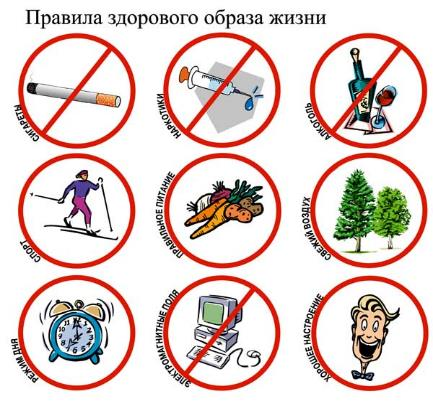 Правила здорового образа жизни
СИГАРЕТЫ
НАРКОТИКИ
АЛКОГОЛЬ
СПОРТ
ПРАВИЛЬНОЕ ПИТАНИЕ
СВЕЖИЙ ВОЗДУХ
РЕЖИМ ДНЯ
ЭЛЕКТРОМАГНИТНЫЕ ПОЛЯ
ХОРОШЕЕ НАСТРОЕНИЕ